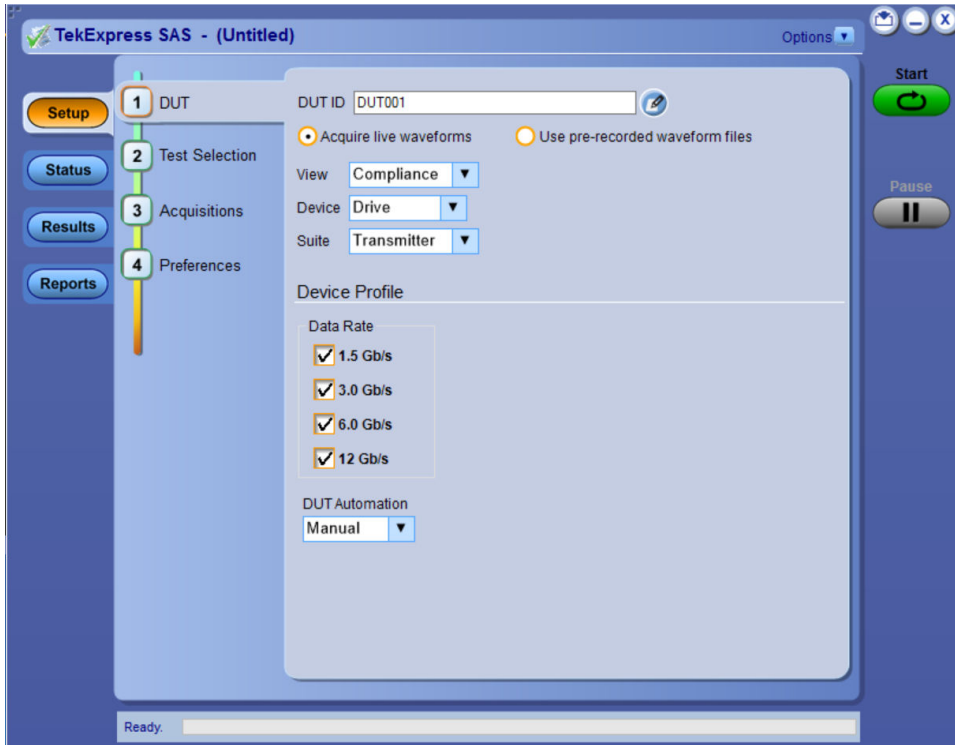 TekExpress SAS - (Untitled)
Options
Start
Pause
Setup
Status
Results
Reports
1 DUT
2 Test Selection
3 Acquisitions
4 Preferences
DUT ID DUT001
Acquire live waveforms Use pre-recorded waveform files
View Compliance
Device Drive
Suite Transmitter
Device Profile
Data Rate
1.5 Gb/s
3.0 Gb/s
6.0 Gb/s
12 Gb/s
DUT Automation
Manual
Ready.